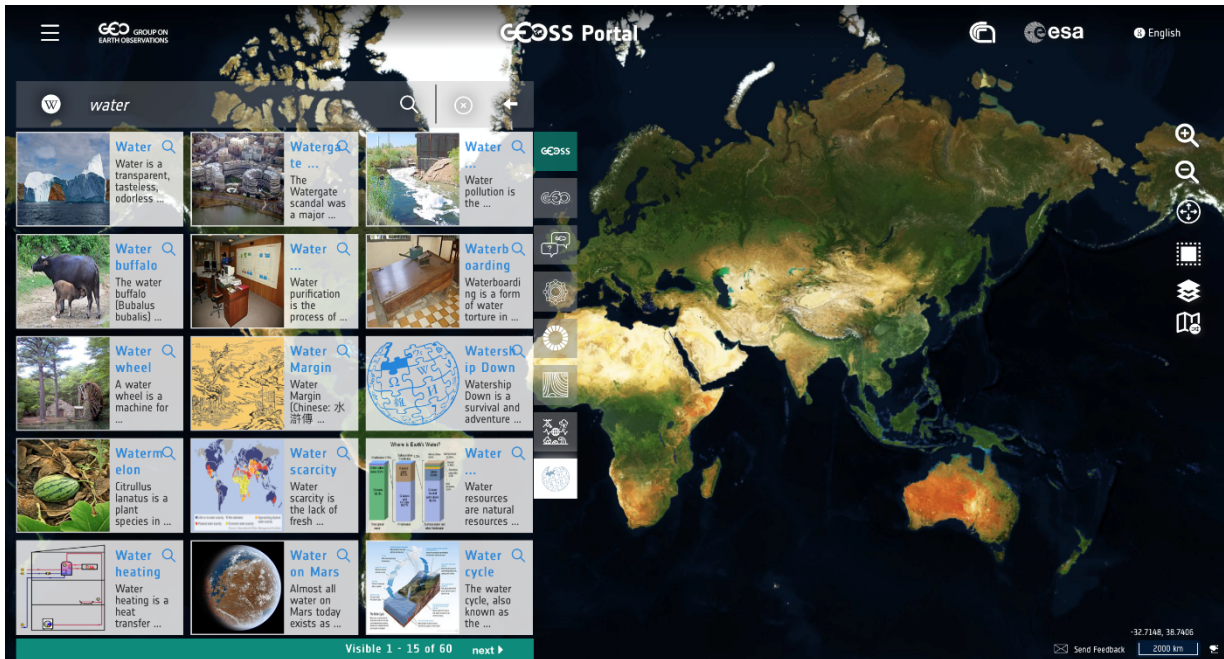 GEO GROUP ON
EARTH OBSERVATIONS
GEOSS Portal
esa
English
W
water
Water
Water is a
transparent,
tasteless,
odorless ...
Waterga
te ...
The
Watergate
scandal was
a major ...
Water
...
Water
pollution is
the ...
GEOSS
Water
buffalo
The water
buffalo
(Bubalus
bubalis) ...
Water
...
Water
purification
is the
process of ...
Waterb
oarding
Waterboardi
ng is a form
of water
torture in ...
GEO
?
Water
wheel
A water
wheel is a
machine for
...
Water
Margin
Water
Margin
(Chinese: 水
滸傳 ...
Watersh
ip Down
Watership
Down is a
survival and
adventure ...
Waterm
elon
Citrullus
lanatus is a
plant
species in ...
Water
scarcity
Water
scarcity is
the lack of
fresh ...
Where is Earth's Water?
Water
...
Water
resources
are natural
resources ...
Water
heating
Water
heating is a
heat
transfer ...
Water
on Mars
Almost all
water on
Mars today
exists as ...
Water
cycle
The water
cycle, also
known as
the ...
Visible 1 - 15 of 60 next
-32.7148, 38.7406
Send Feedback
2000 km